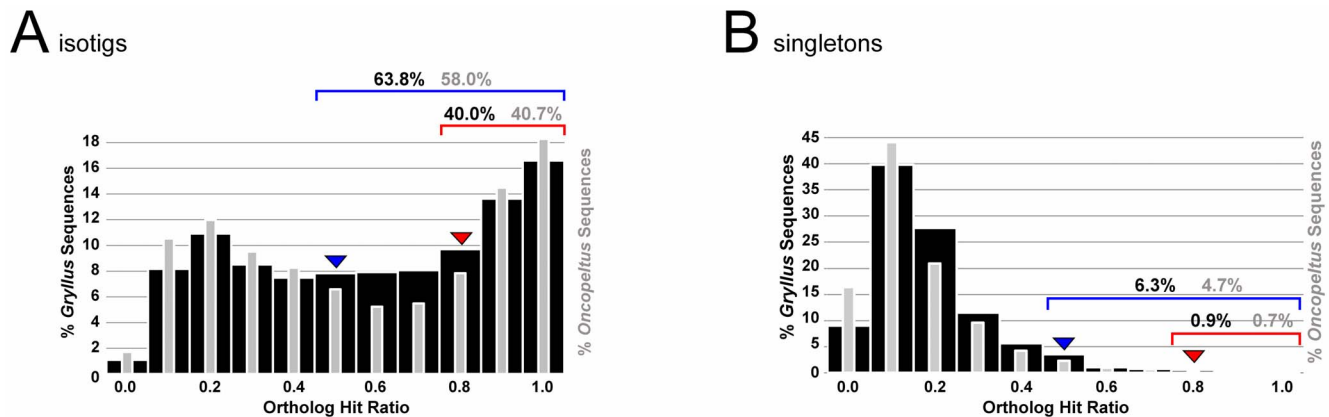 A isotigs
63.8% 58.0%
40.0% 40.7%
18
16
14
12
10
8
6
4
2
0
% Gryllus Sequences
% Oncopeltus Sequences
0.0 0.2 0.4 0.6 0.8 1.0
Ortholog Hit Ratio
B singletons
45
40
35
30
25
20
15
10
5
0
% Gryllus Sequences
6.3% 4.7%
0.9% 0.7%
% Oncopeltus Sequences
0.0 0.2 0.4 0.6 0.8 1.0
Ortholog Hit Ratio